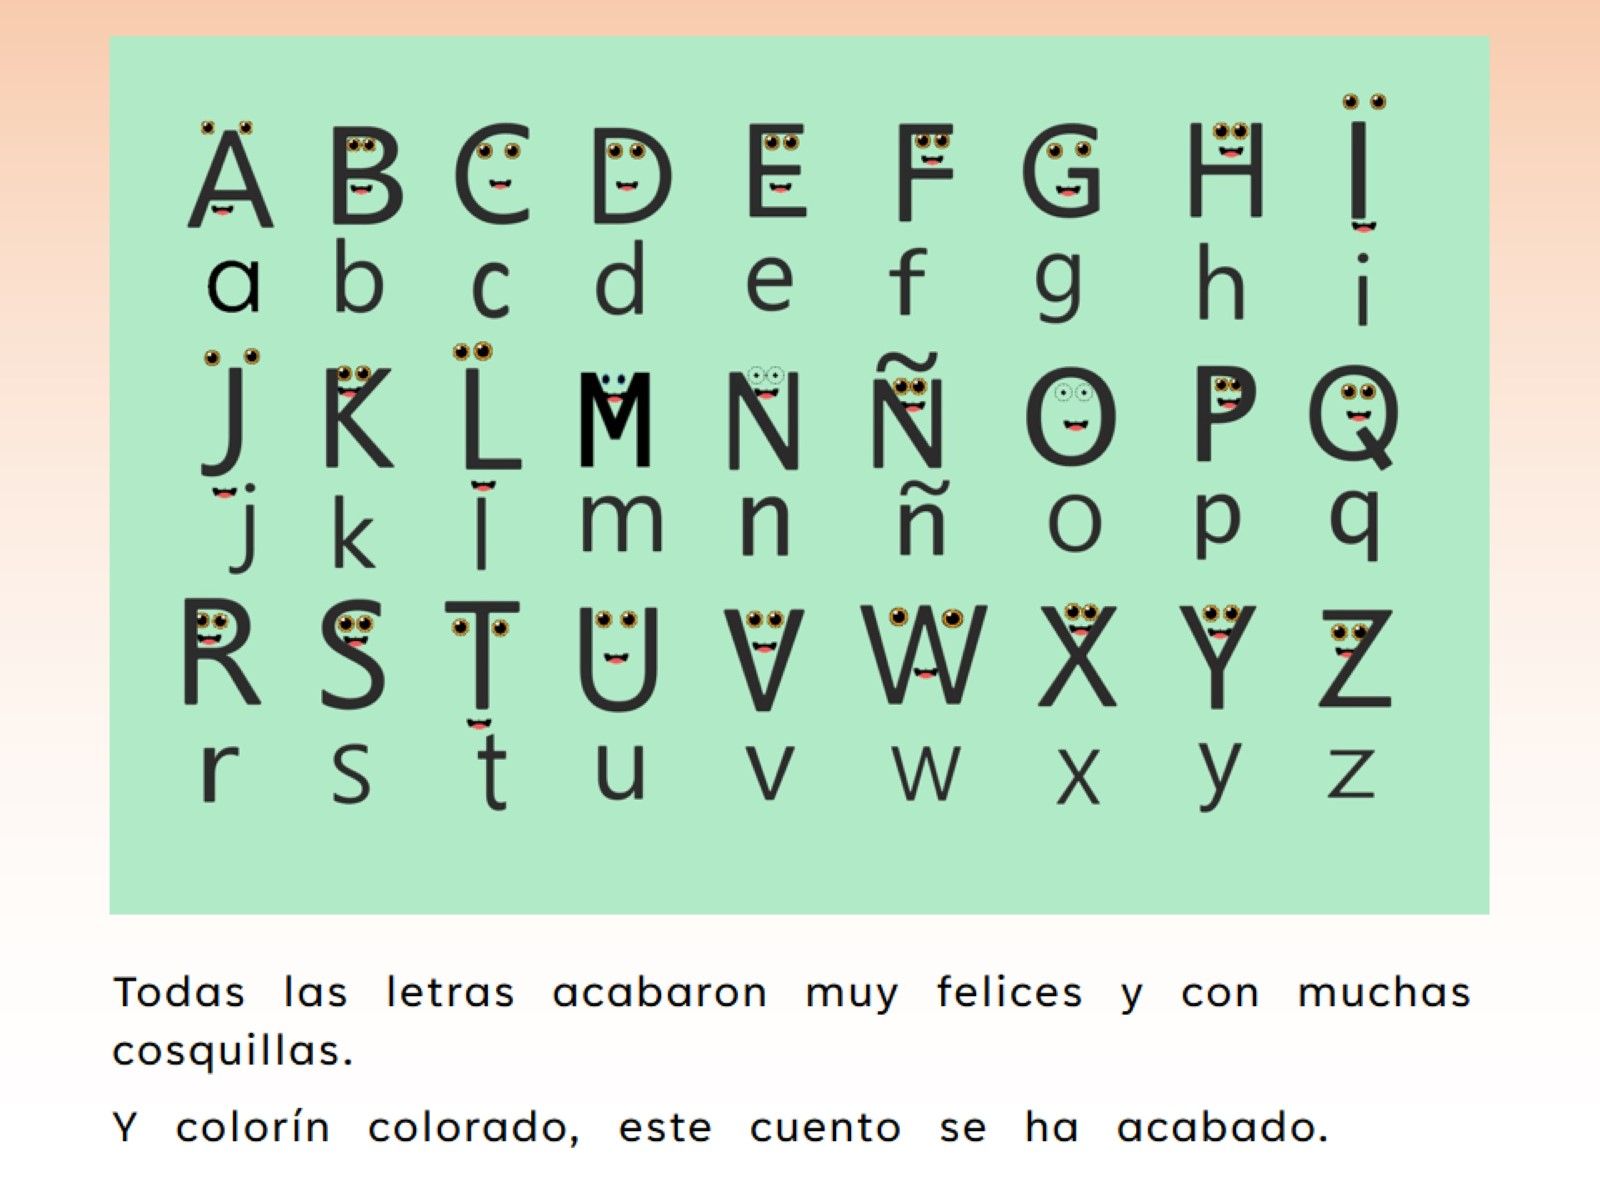 A B C D E F G H I
a b c d e f g h i
J K L M N Ñ O P Q
j k l m n ñ o p q
R S T U V W X Y Z
r s t u v w x y z
Todas las letras acabaron muy felices y con muchas
cosquillas.
Y colorín colorado, este cuento se ha acabado.